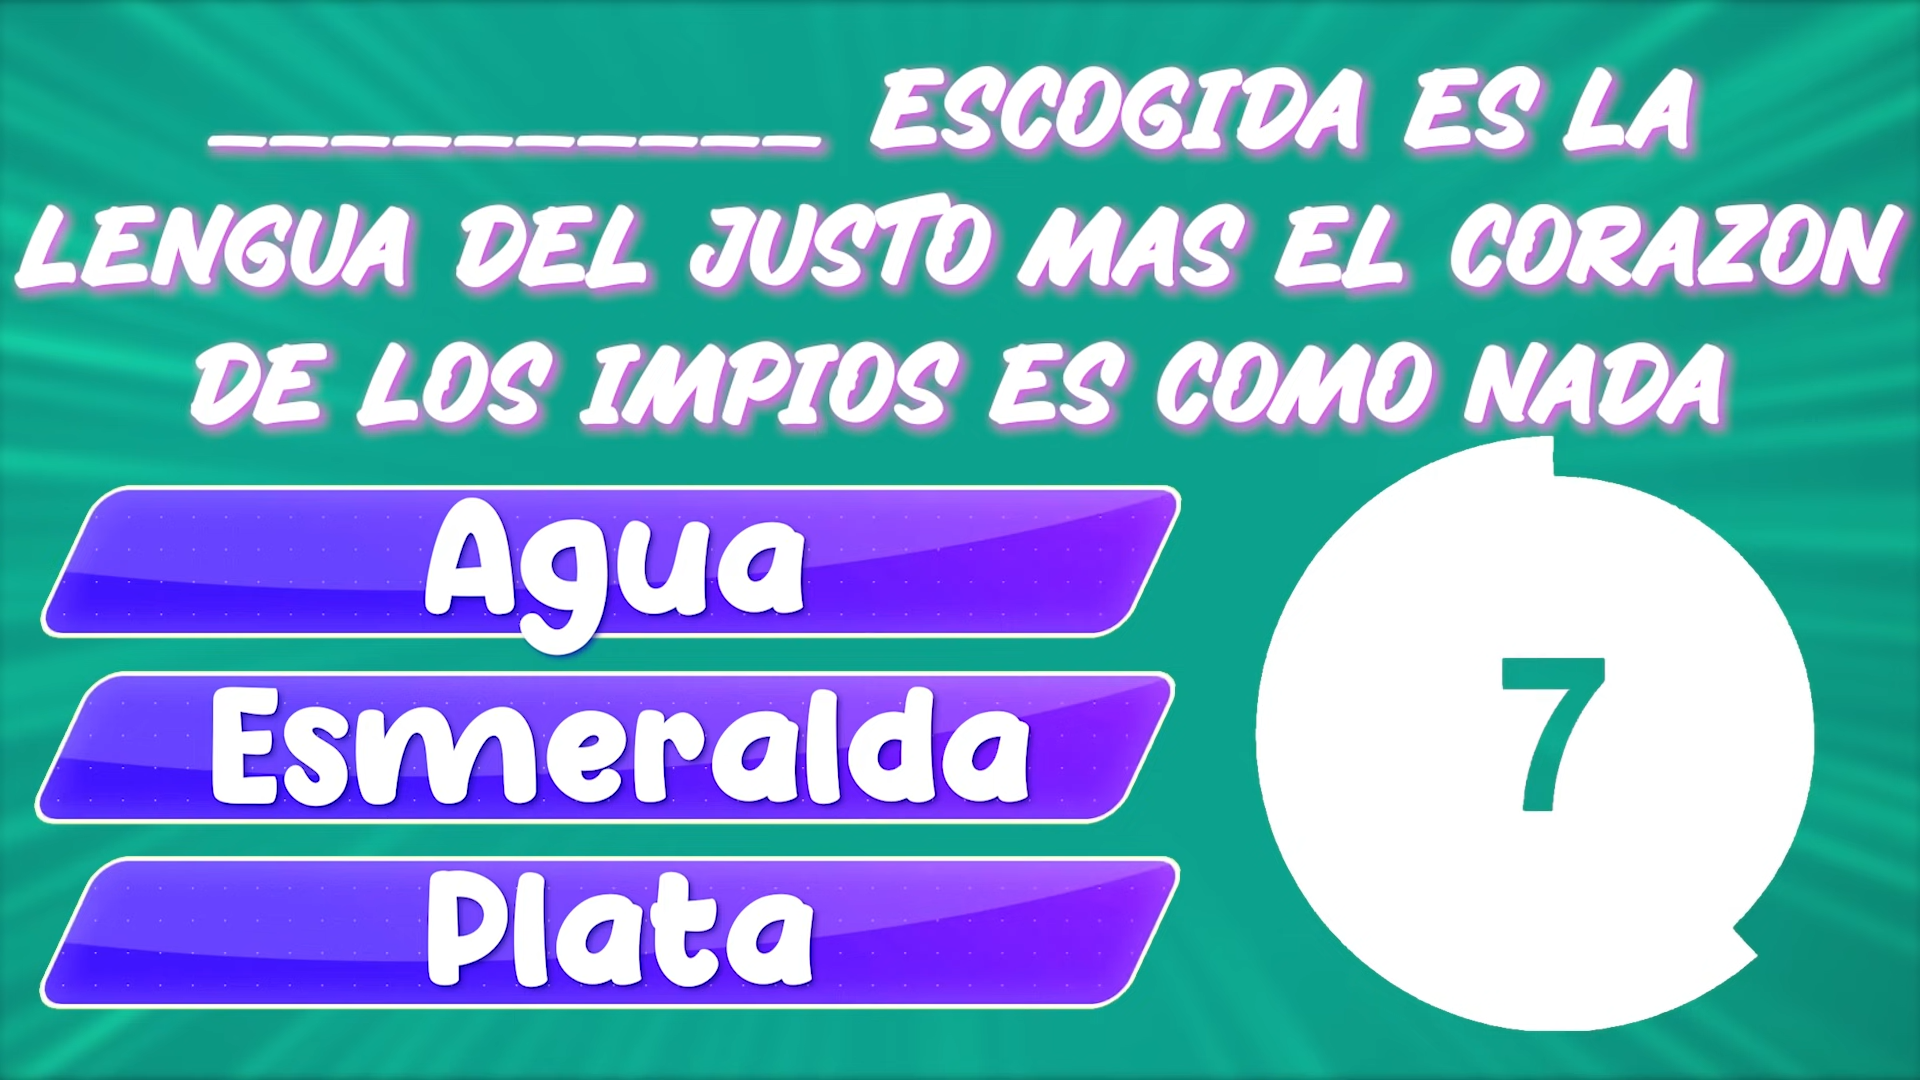 __________ ESCOGIDA ES LA
LENGUA DEL JUSTO MAS EL CORAZON
DE LOS IMPIOS ES COMO NADA
Agua
Esmeralda
Plata
7